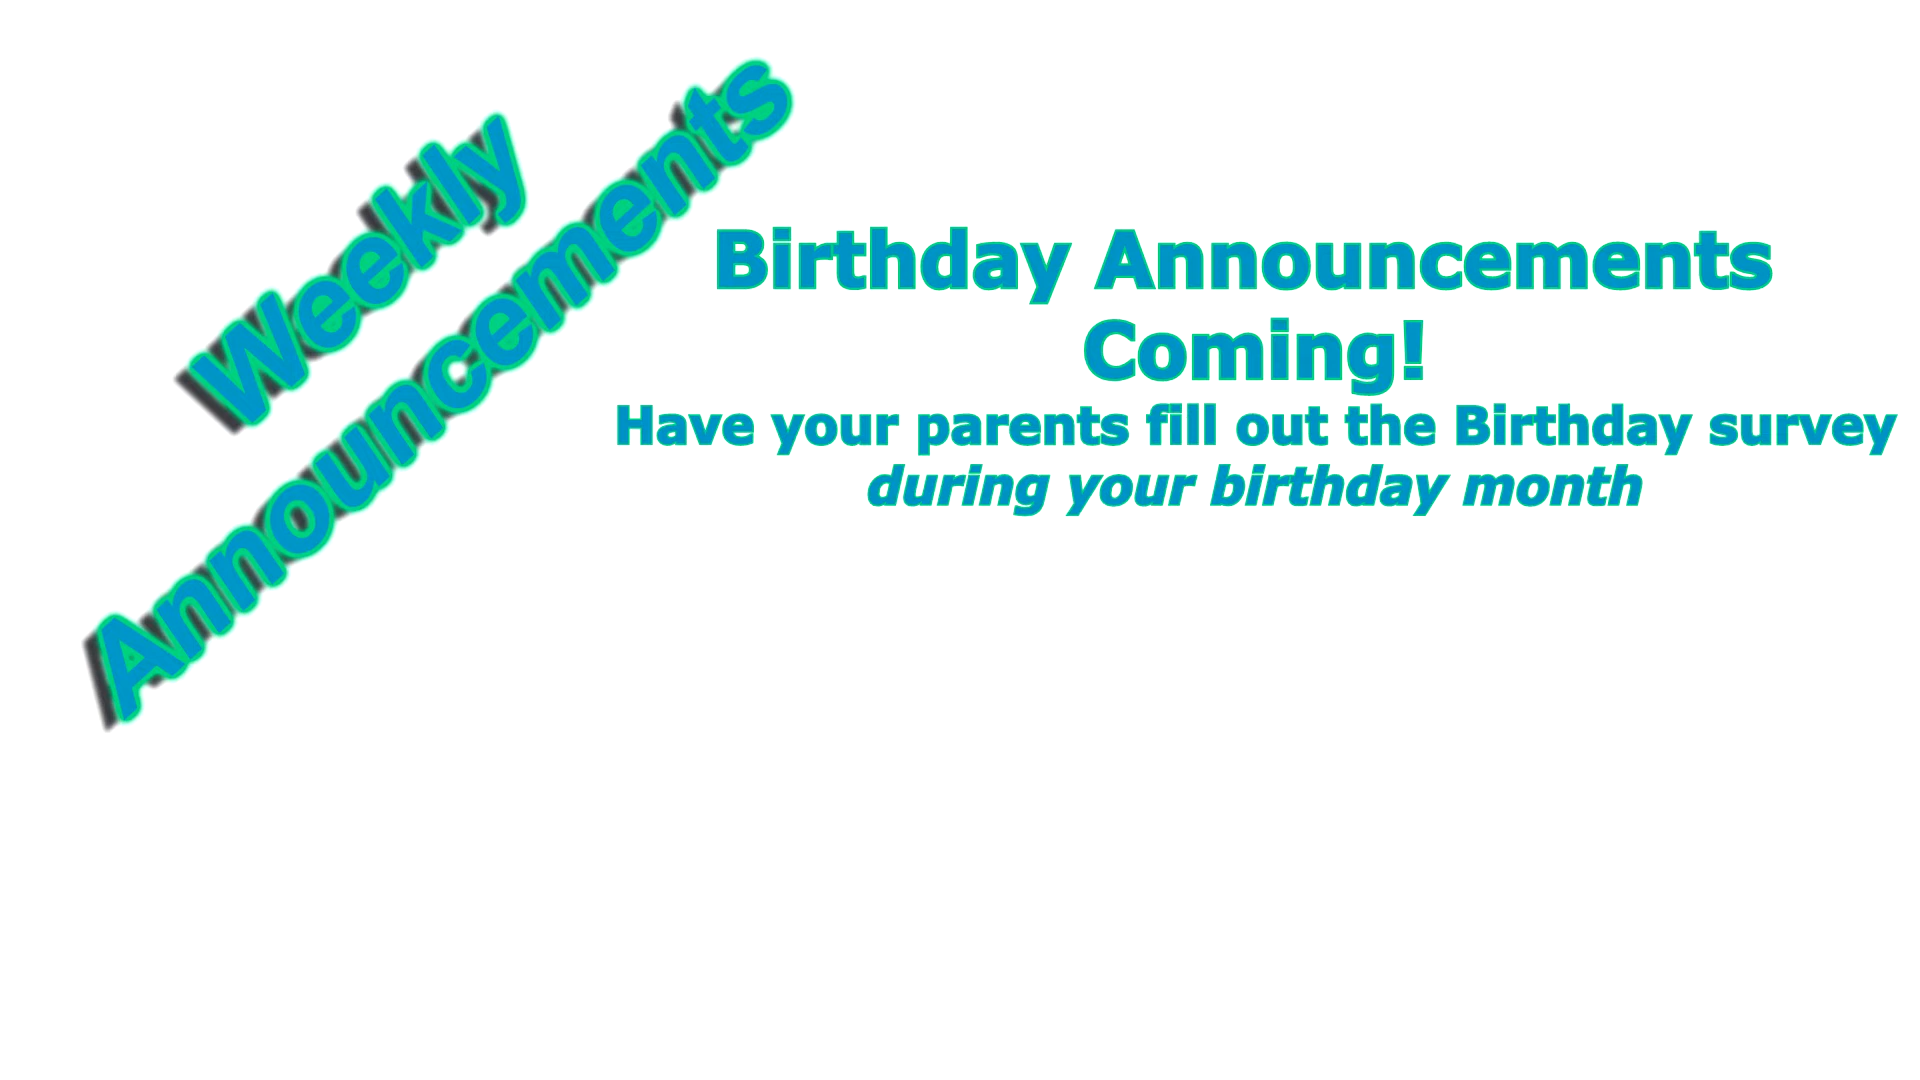 Weekly
Announcements
Birthday Announcements
Coming!
Have your parents fill out the Birthday survey
during your birthday month